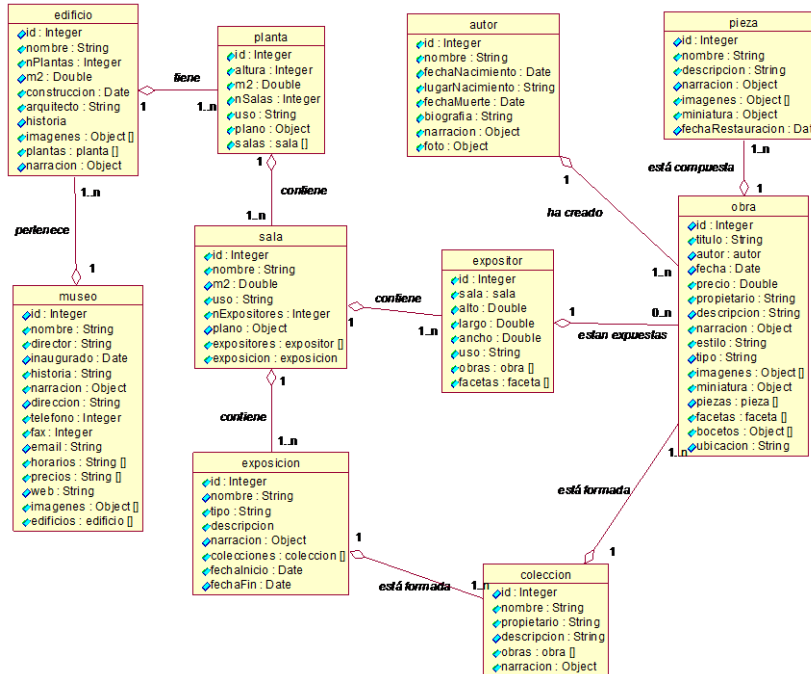 edificio
id : Integer
nombre : String
nPlantas : Integer
m2 : Double
construccion : Date
arquitecto : String
historia
imagenes : Object []
plantas : planta []
narracion : Object
1
tiene
1..n
planta
id : Integer
altura : Integer
m2 : Double
nSalas : Integer
uso : String
plano : Object
salas : sala []
autor
id : Integer
nombre : String
fechaNacimiento : Date
lugarNacimiento : String
fechaMuerte : Date
biografia : String
narracion : Object
foto : Object
pieza
id : Integer
nombre : String
descripcion : String
narracion : Object
imagenes : Object []
miniatura : Object
fechaRestauracion : Dat
1..n
está compuesta
1
1
contiene
1..n
1
ha creado
1..n
1..n
pertenece
1
museo
id : Integer
nombre : String
director : String
inaugurado : Date
historia : String
narracion : Object
direccion : String
telefono : Integer
fax : Integer
email : String
horarios : String []
precios : String []
web : String
imagenes : Object []
edificios : edificio []
sala
id : Integer
nombre : String
m2 : Double
uso : String
nExpositores : Integer
plano : Object
expositores : expositor []
exposicion : exposicion
1
contiene
1..n
expositor
id : Integer
sala : sala
alto : Double
largo : Double
ancho : Double
uso : String
obras : obra []
facetas : faceta []
1
estan expuestas
0..n
obra
id : Integer
titulo : String
autor : autor
fecha : Date
precio : Double
propietario : String
descripcion : String
narracion : Object
estilo : String
tipo : String
imagenes : Object []
miniatura : Object
piezas : pieza []
facetas : faceta []
bocetos : Object []
ubicacion : String
1
contiene
1..n
exposicion
id : Integer
nombre : String
tipo : String
descripcion
narracion : Object
colecciones : coleccion []
fechaInicio : Date
fechaFin : Date
1
está formada
1..n
1..n
está formada
1
coleccion
id : Integer
nombre : String
propietario : String
descripcion : String
obras : obra []
narracion : Object